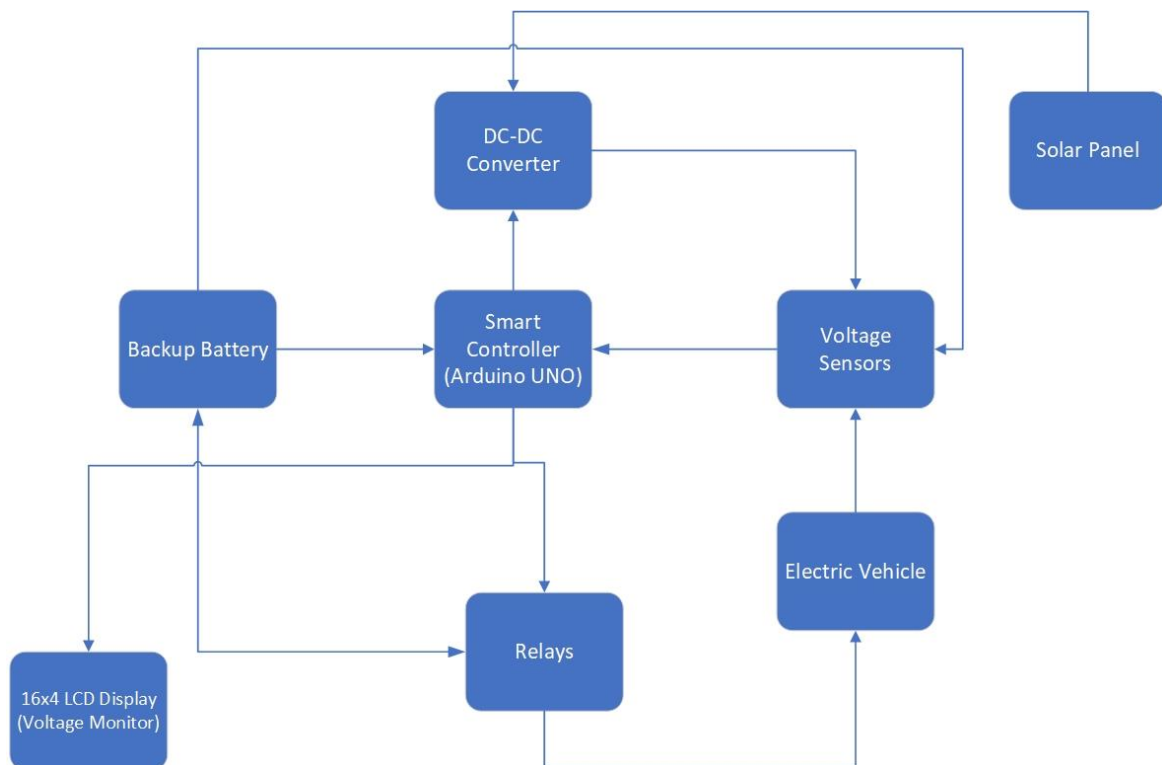 DC-DC
Converter
Solar Panel
Backup Battery
Smart
Controller
(Arduino UNO)
Voltage
Sensors
Electric Vehicle
Relays
16x4 LCD Display
(Voltage Monitor)